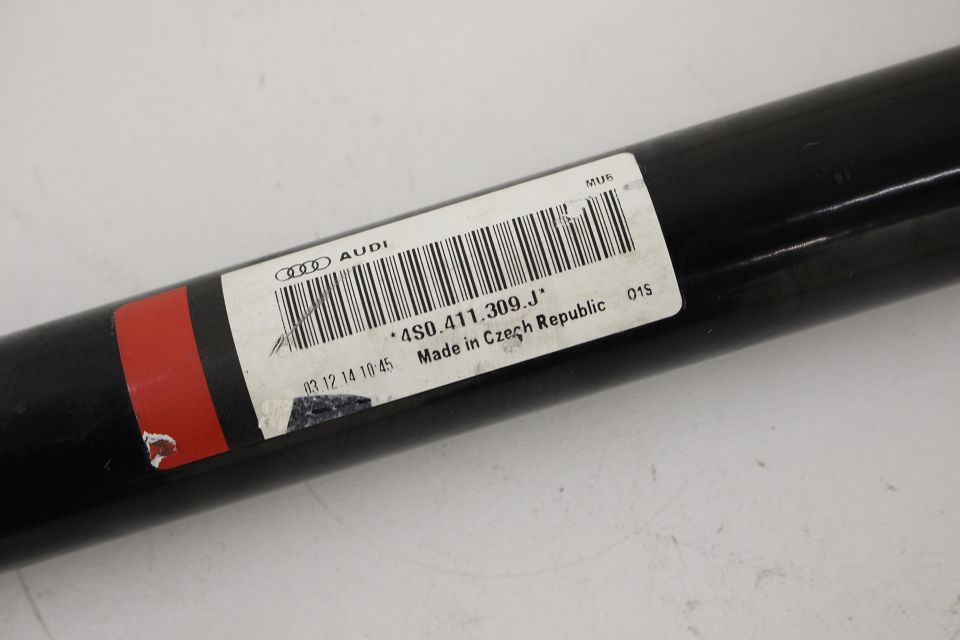 MU6
AUDI
*4S0.411.309.J*
Made in Czech Republic 01S
03.12.14 10:45